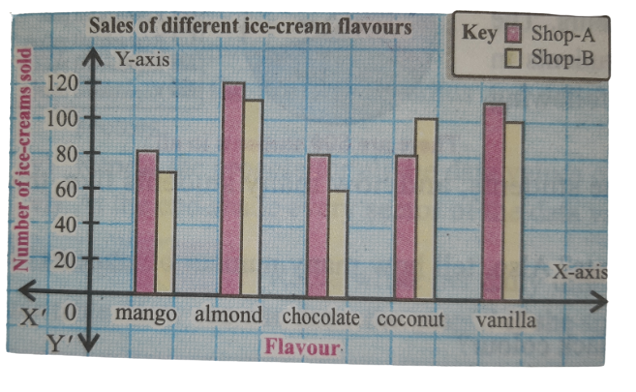 Sales of different ice-cream flavours
Key Shop-A
Shop-B
Y-axis
Number of ice-creams sold
120
100
80
60
40
20
0
X-axis
X'
Y'
mango almond chocolate coconut vanilla
Flavour